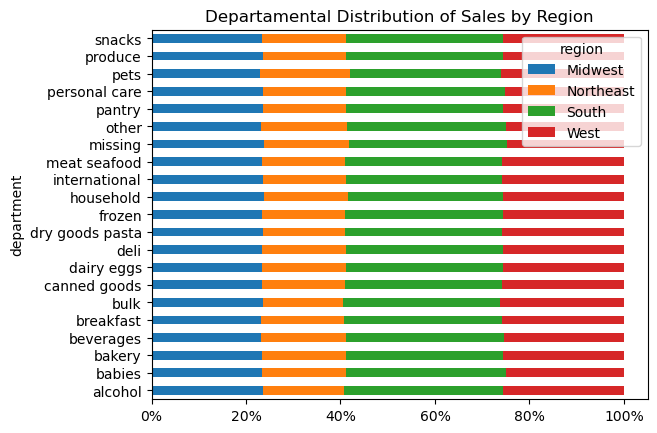 Departamental Distribution of Sales by Region
snacks
produce
pets
personal care
pantry
other
missing
meat seafood
international
household
frozen
dry goods pasta
deli
dairy eggs
canned goods
bulk
breakfast
beverages
bakery
babies
alcohol
department
region
Midwest
Northeast
South
West
0% 20% 40% 60% 80% 100%